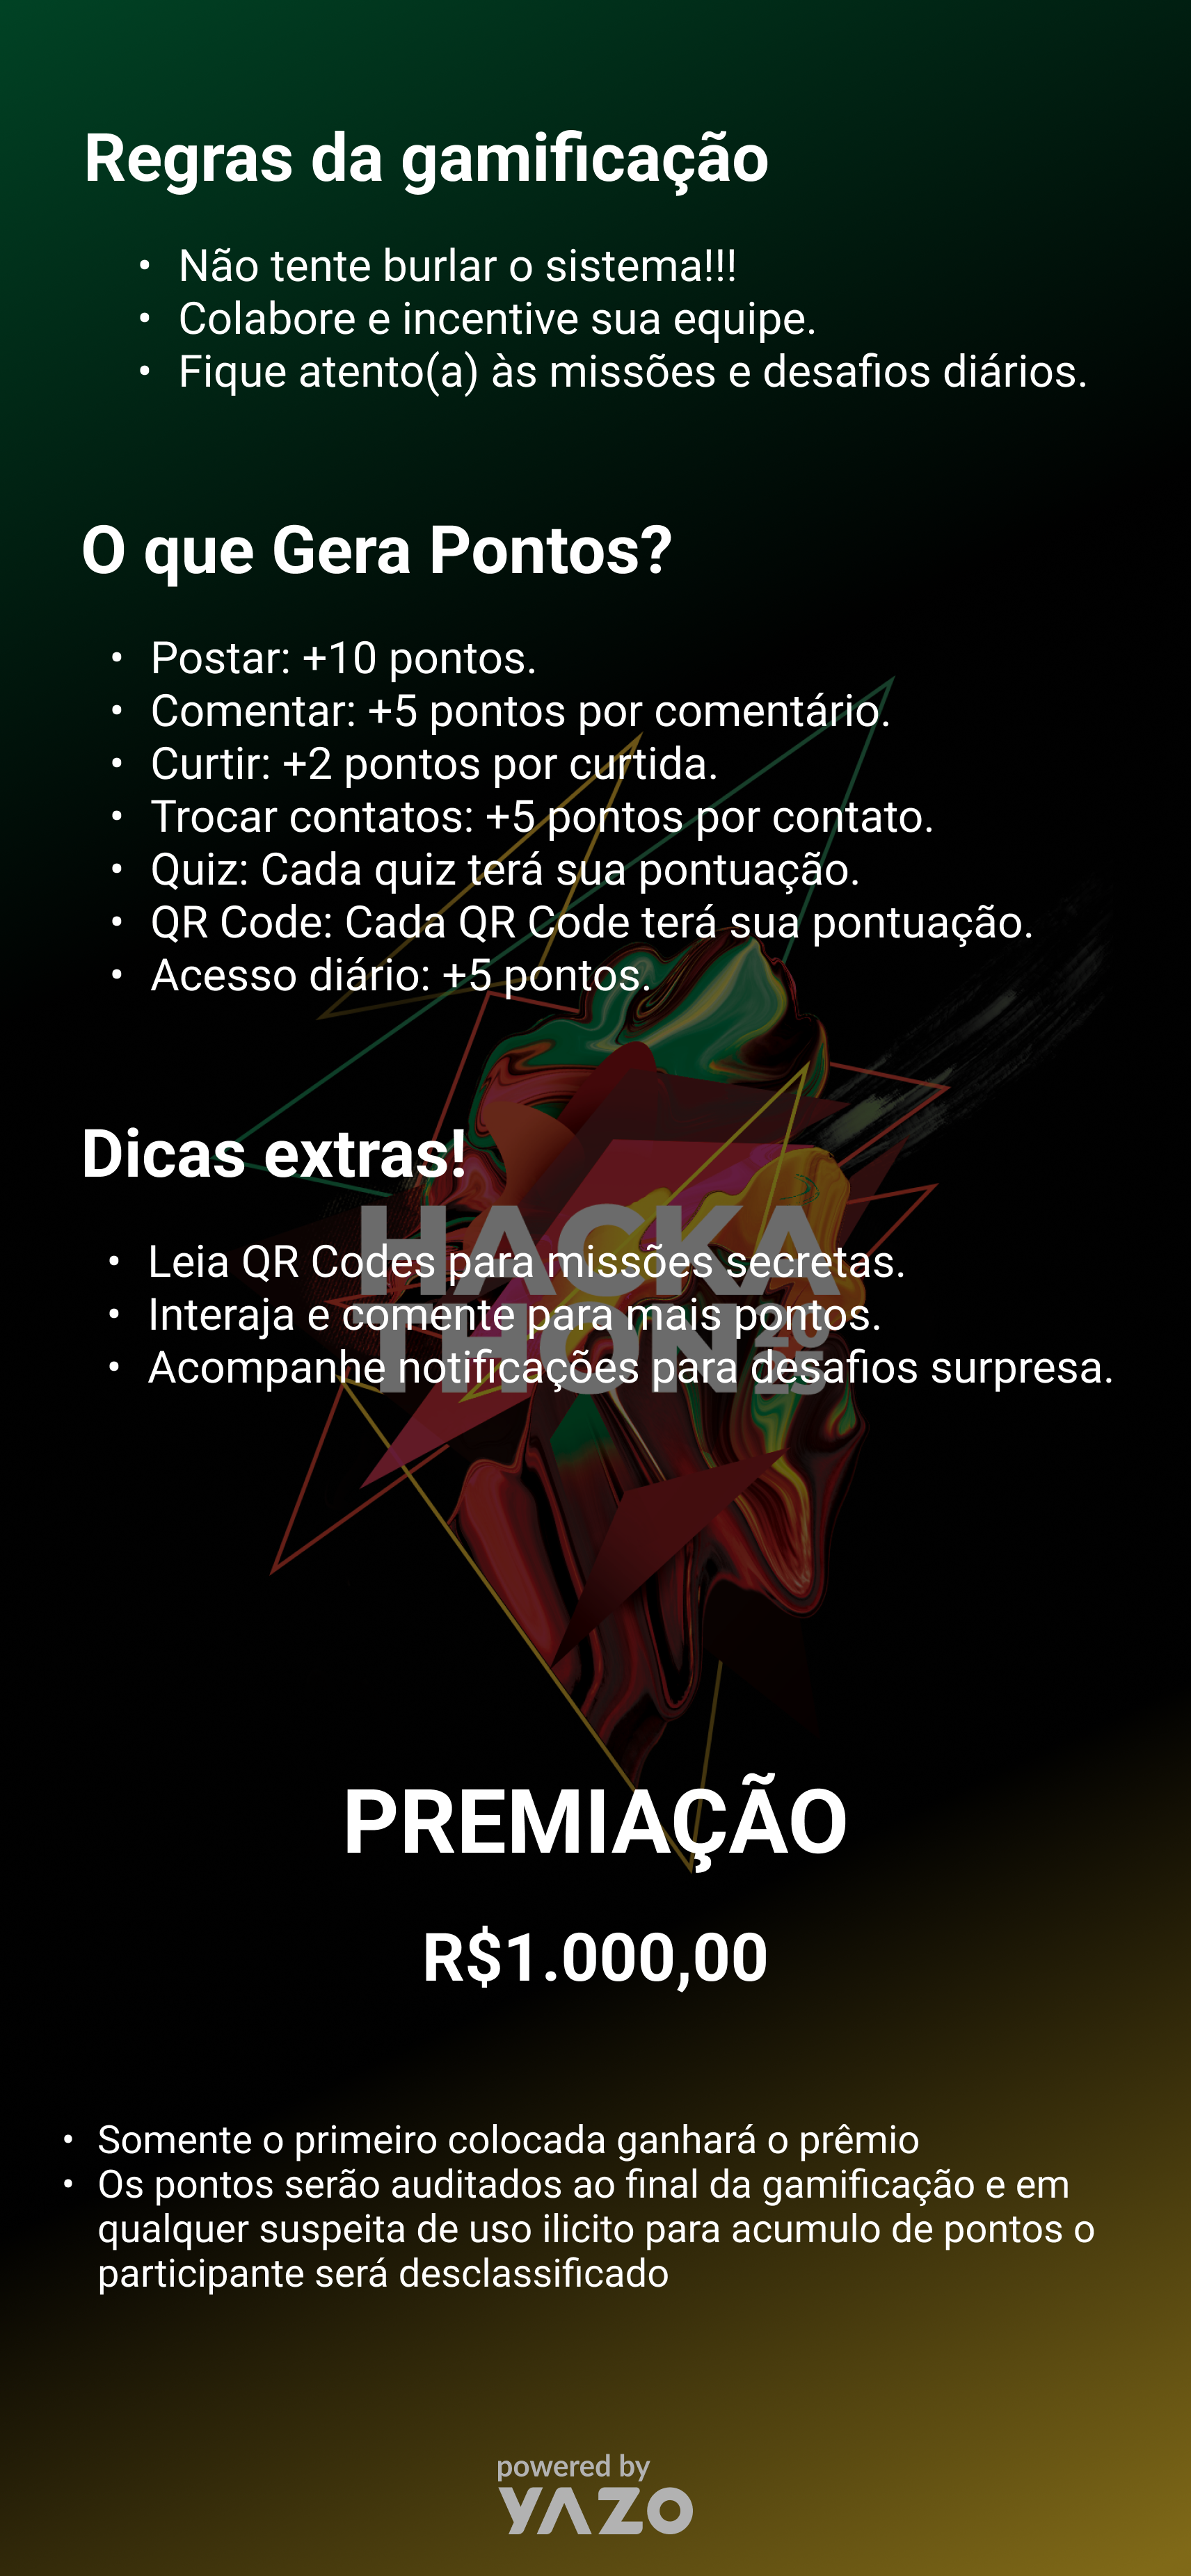 Regras da gamificação
• Não tente burlar o sistema!!!
• Colabore e incentive sua equipe.
• Fique atento(a) às missões e desafios diários.
O que Gera Pontos?
• Postar: +10 pontos.
• Comentar: +5 pontos por comentário.
• Curtir: +2 pontos por curtida.
• Trocar contatos: +5 pontos por contato.
• Quiz: Cada quiz terá sua pontuação.
• QR Code: Cada QR Code terá sua pontuação.
• Acesso diário: +5 pontos.
Dicas extras!
• Leia QR Codes para missões secretas.
• Interaja e comente para mais pontos.
• Acompanhe notificações para desafios surpresa.
HACKA
THON 2025
PREMIAÇÃO
R$1.000,00
• Somente o primeiro colocada ganhará o prêmio
• Os pontos serão auditados ao final da gamificação e em
qualquer suspeita de uso ilicito para acumulo de pontos o
participante será desclassificado
powered by
YAZO